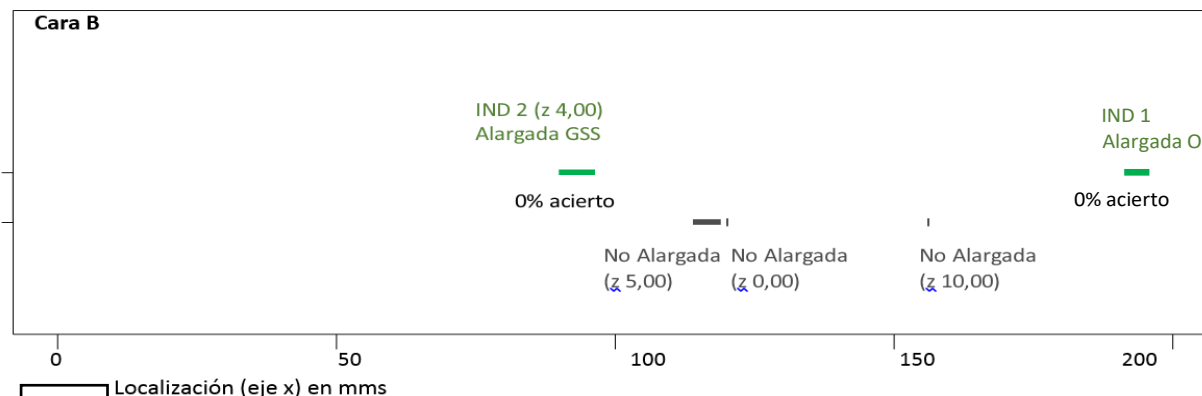 Cara B
IND 2 (z 4,00)
Alargada GSS
IND 1
Alargada O
0% acierto
0% acierto
No Alargada
(z 5,00)
No Alargada
(z 0,00)
No Alargada
(z 10,00)
0
50
100
150
200
Localización (eje x) en mms